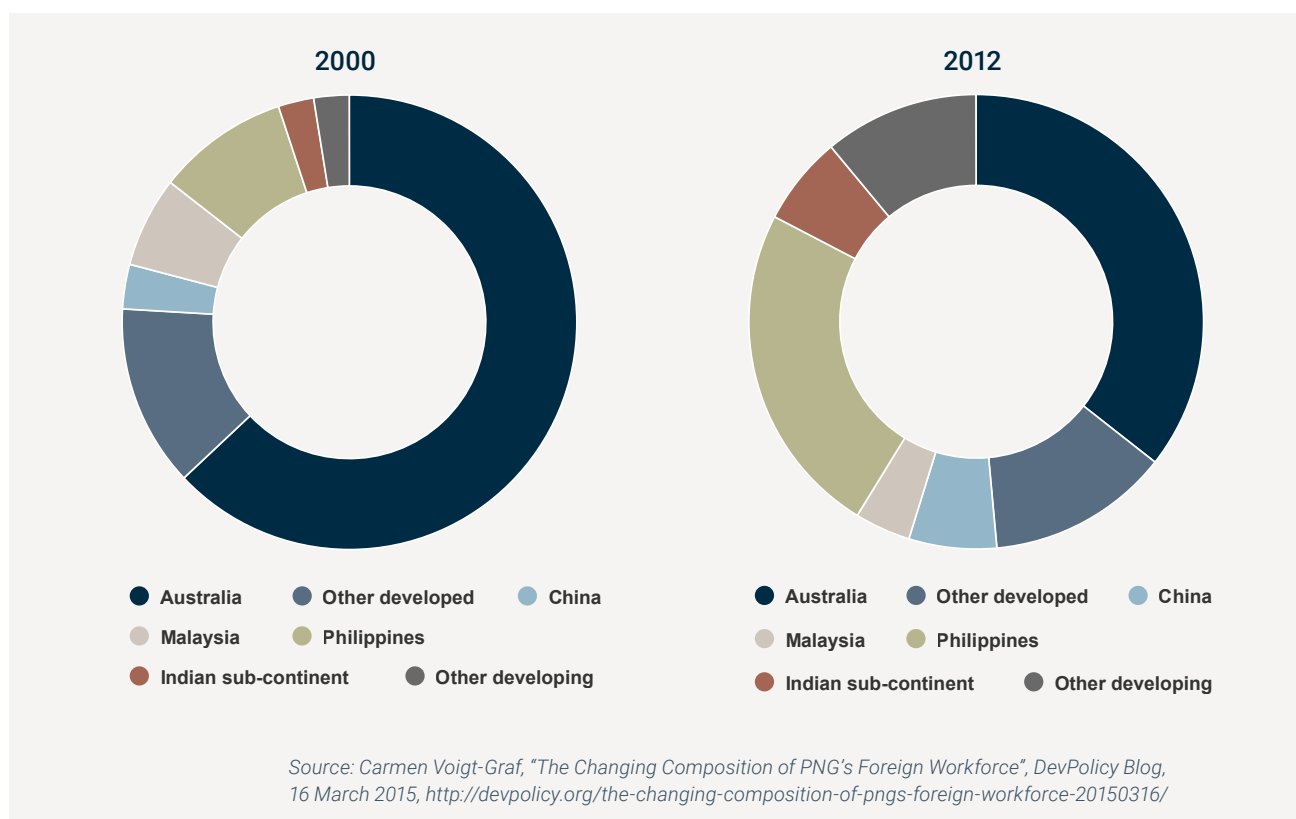 2000
Australia Other developed China
Malaysia Philippines
Indian sub-continent Other developing
2012
Australia Other developed China
Malaysia Philippines
Indian sub-continent Other developing
Source: Carmen Voigt-Graf, “The Changing Composition of PNG’s Foreign Workforce”, DevPolicy Blog,
16 March 2015, http://devpolicy.org/the-changing-composition-of-pngs-foreign-workforce-20150316/